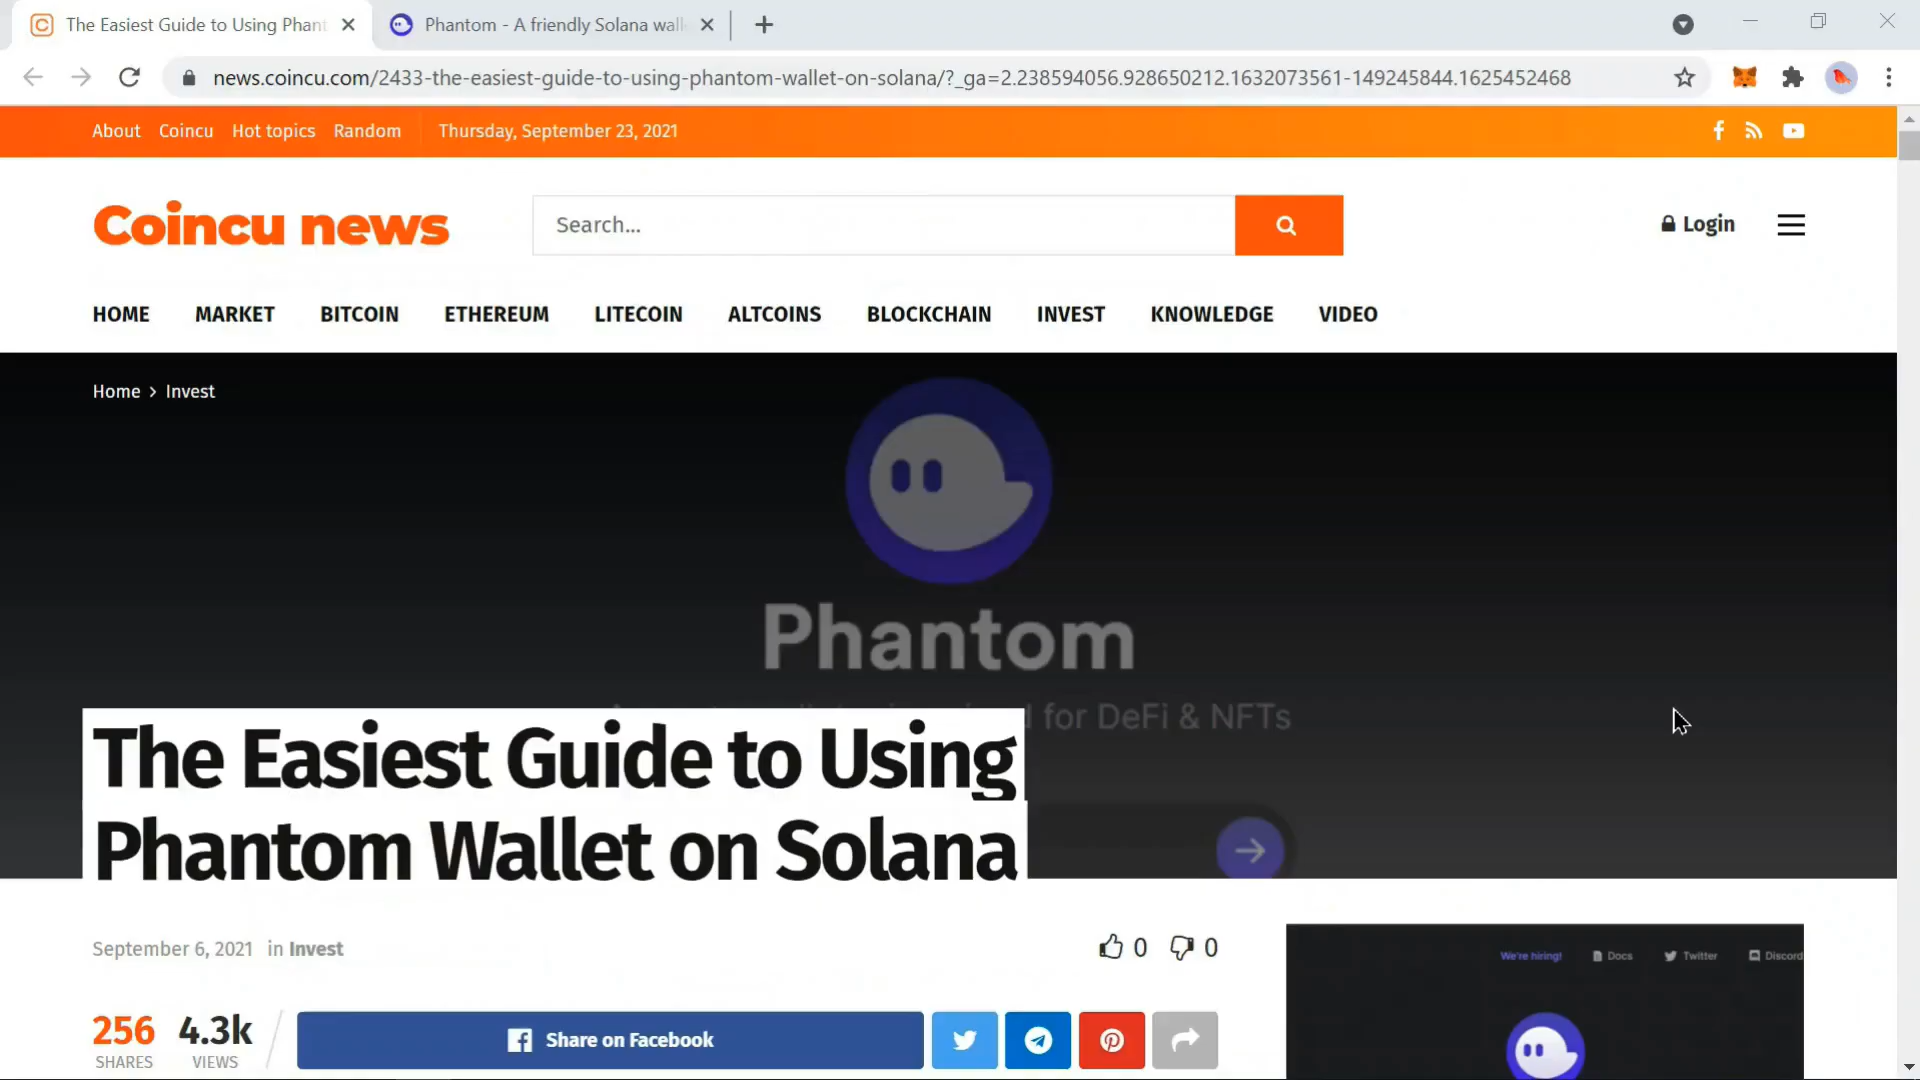 The Easiest Guide to Using Phant
Phantom - A friendly Solana wall
news.coincu.com/2433-the-easiest-guide-to-using-phantom-wallet-on-solana/?_ga=2.238594056.928650212.1632073561-149245844.1625452468
About Coincu Hot topics Random Thursday, September 23, 2021
Coincu news
Search...
Login
HOME MARKET BITCOIN ETHEREUM LITECOIN ALTCOINS BLOCKCHAIN INVEST KNOWLEDGE VIDEO
Home > Invest
Phantom
for DeFi & NFTs
The Easiest Guide to Using
Phantom Wallet on Solana
September 6, 2021 in Invest
0 0
We're hiring! Docs Twitter Discord
256 4.3k
SHARES VIEWS
Share on Facebook